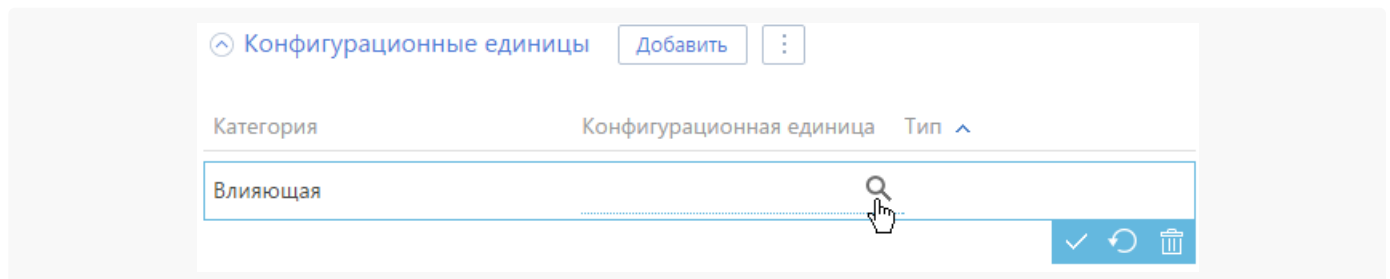 Конфигурационные единицы Добавить
Категория Конфигурационная единица Тип
Влияющая